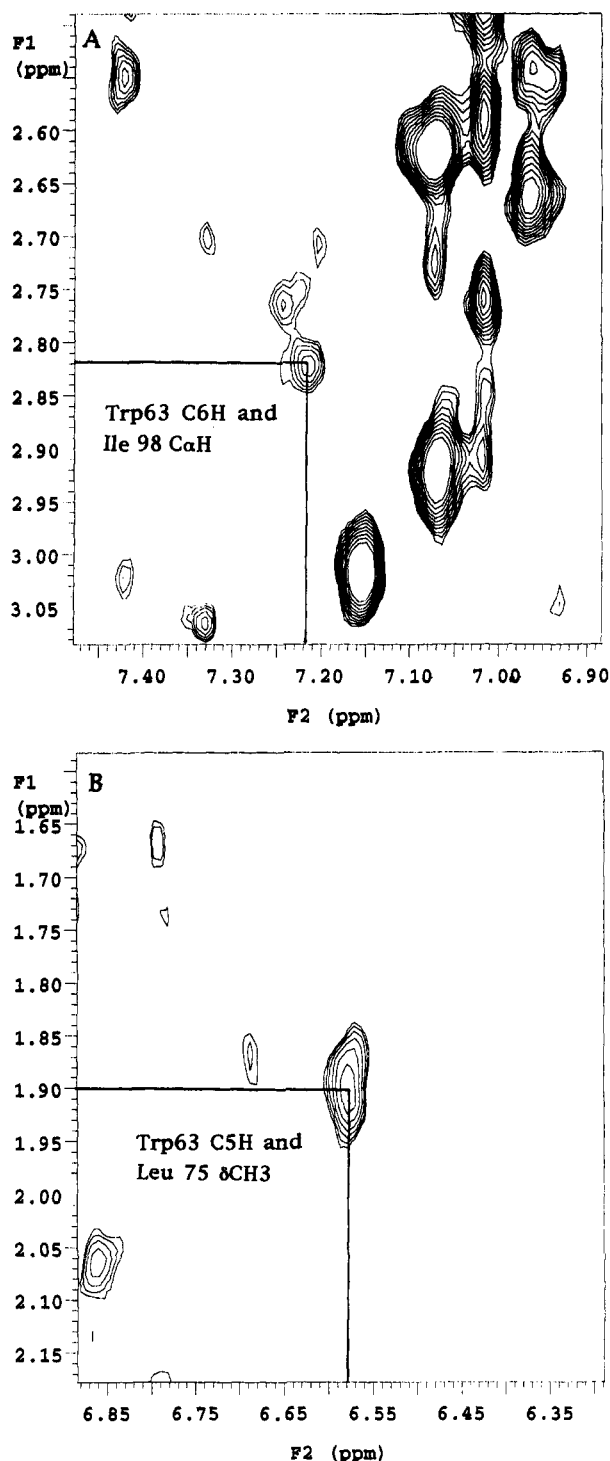 A
F1
(ppm)
2.60
2.65
2.70
2.75
2.80
2.85
2.90
2.95
3.00
3.05
Trp63 C6H and
Ile 98 CαH
7.40 7.30 7.20 7.10 7.00 6.90
F2 (ppm)
B
F1
(ppm)
1.65
1.70
1.75
1.80
1.85
1.90
1.95
2.00
2.05
2.10
2.15
Trp63 C5H and
Leu 75 δCH3
6.85 6.75 6.65 6.55 6.45 6.35
F2 (ppm)